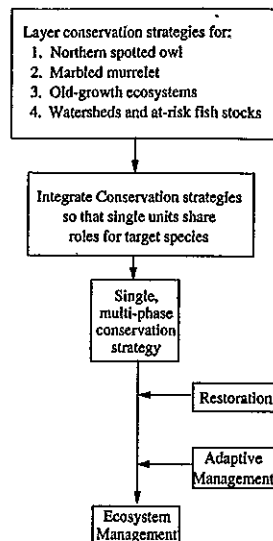 Layer conservation strategies for:
1. Northern spotted owl
2. Marbled murrelet
3. Old-growth ecosystems
4. Watersheds and at-risk fish stocks
Integrate Conservation strategies
so that single units share
roles for target species
Single,
multi-phase
conservation
strategy
Restoration
Adaptive
Management
Ecosystem
Management